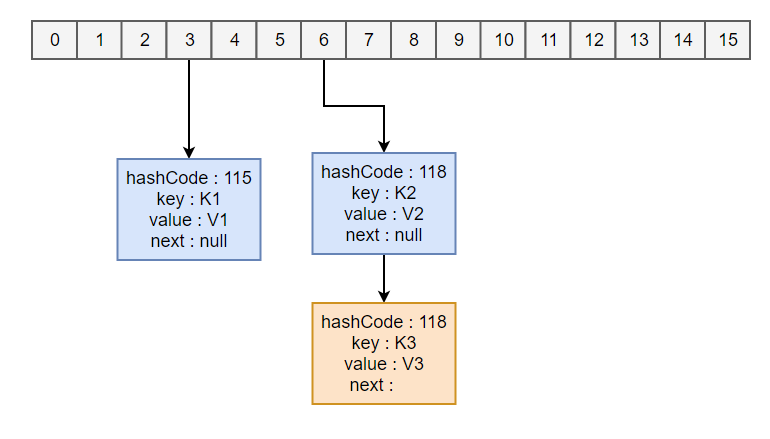 0 1 2 3 4 5 6 7 8 9 10 11 12 13 14 15
hashCode : 115
key : K1
value : V1
next : null
hashCode : 118
key : K2
value : V2
next : null
hashCode : 118
key : K3
value : V3
next :